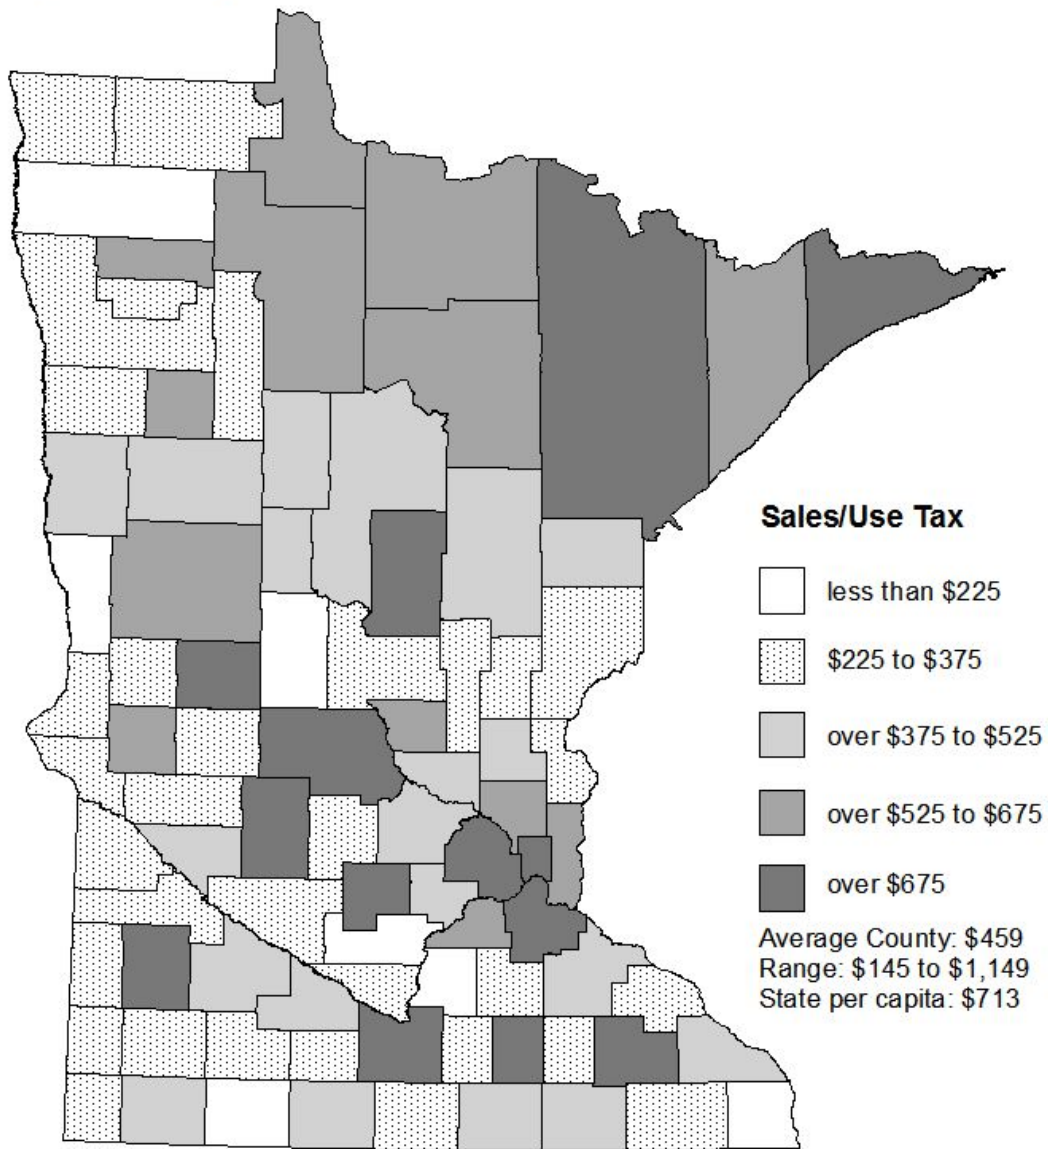 Sales/Use Tax
less than $225
$225 to $375
over $375 to $525
over $525 to $675
over $675
Average County: $459
Range: $145 to $1,149
State per capita: $713